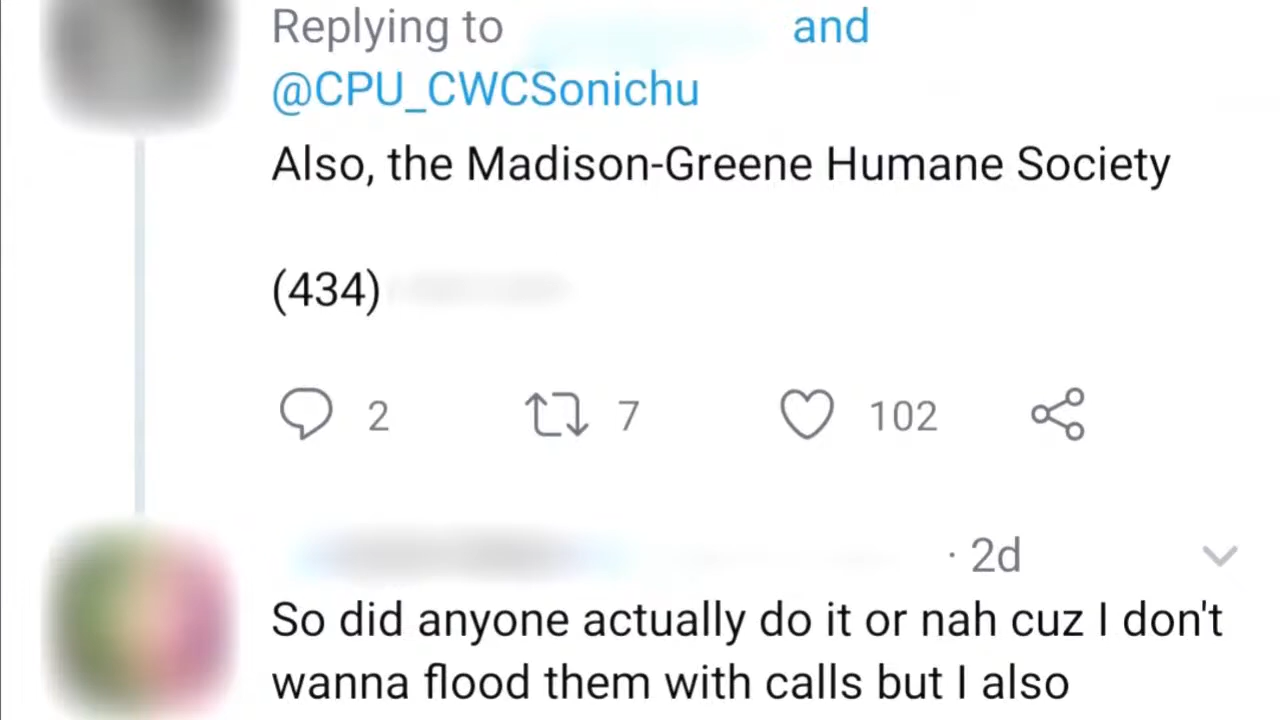 Replying to and
@CPU_CWCSonichu
Also, the Madison-Greene Humane Society
(434)
2 7 102
· 2d
So did anyone actually do it or nah cuz I don't
wanna flood them with calls but I also